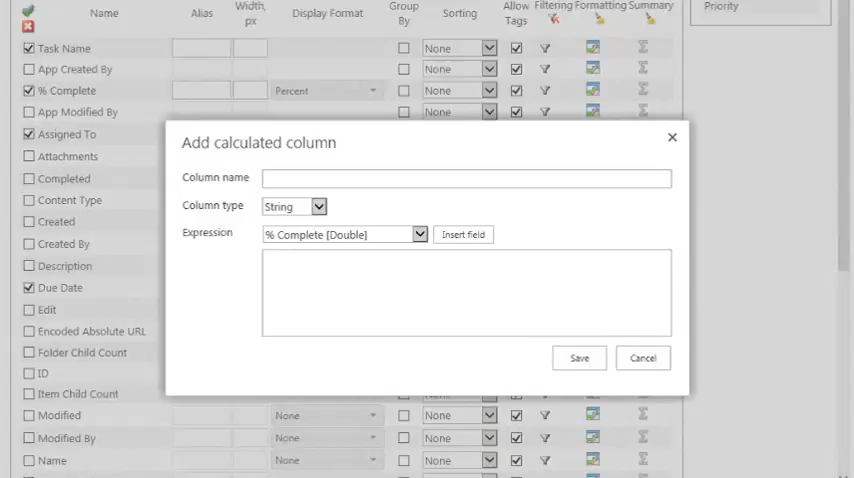 Name Alias Width, px Display Format Group By Sorting Allow Tags Filtering Formatting Summary
Priority
Task Name None
App Created By None
% Complete Percent None
App Modified By None
Assigned To
Attachments
Completed
Content Type
Created
Created By
Description
Due Date
Edit
Encoded Absolute URL
Folder Child Count
ID
Item Child Count
Modified None None
Modified By None None
Name None None
Add calculated column
Column name
Column type String
Expression % Complete [Double] Insert field
Save Cancel